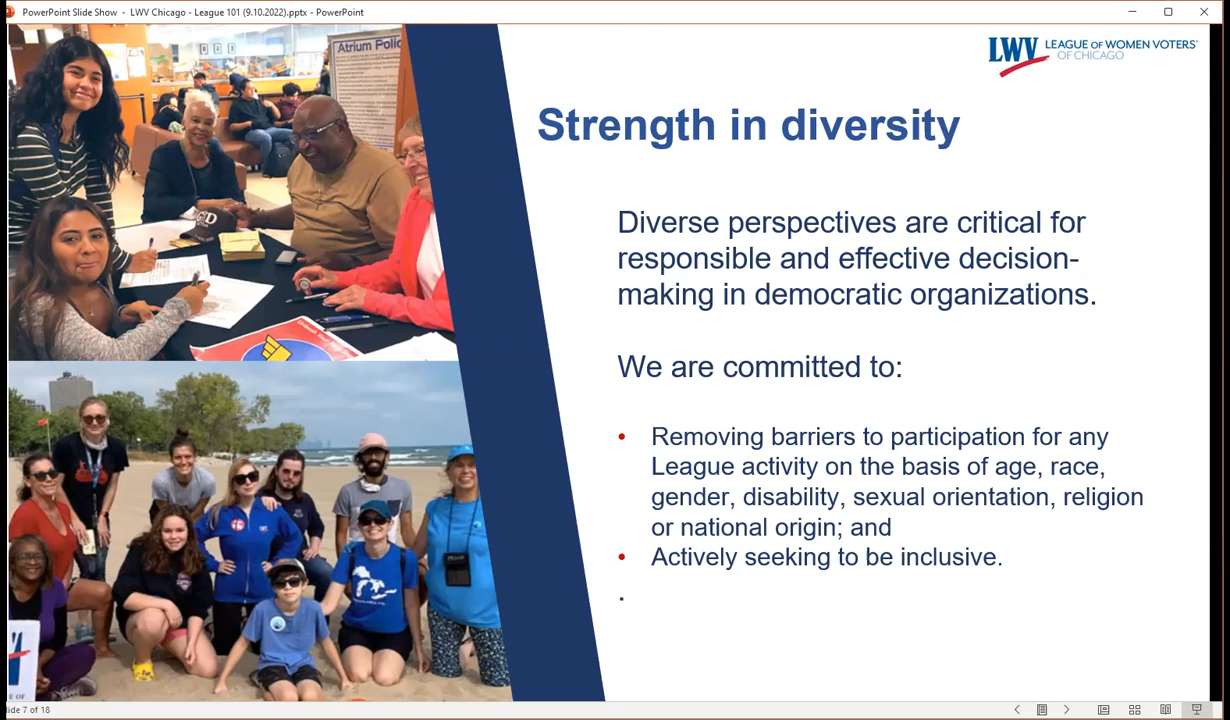 PowerPoint Slide Show - LWV Chicago - League 101 (9.10.2022).pptx - PowerPoint
Atrium
LWV LEAGUE OF WOMEN VOTERS®
OF CHICAGO
Strength in diversity
Diverse perspectives are critical for
responsible and effective decision-
making in democratic organizations.
We are committed to:
• Removing barriers to participation for any
League activity on the basis of age, race,
gender, disability, sexual orientation, religion
or national origin; and
• Actively seeking to be inclusive.
.
lide 7 of 18